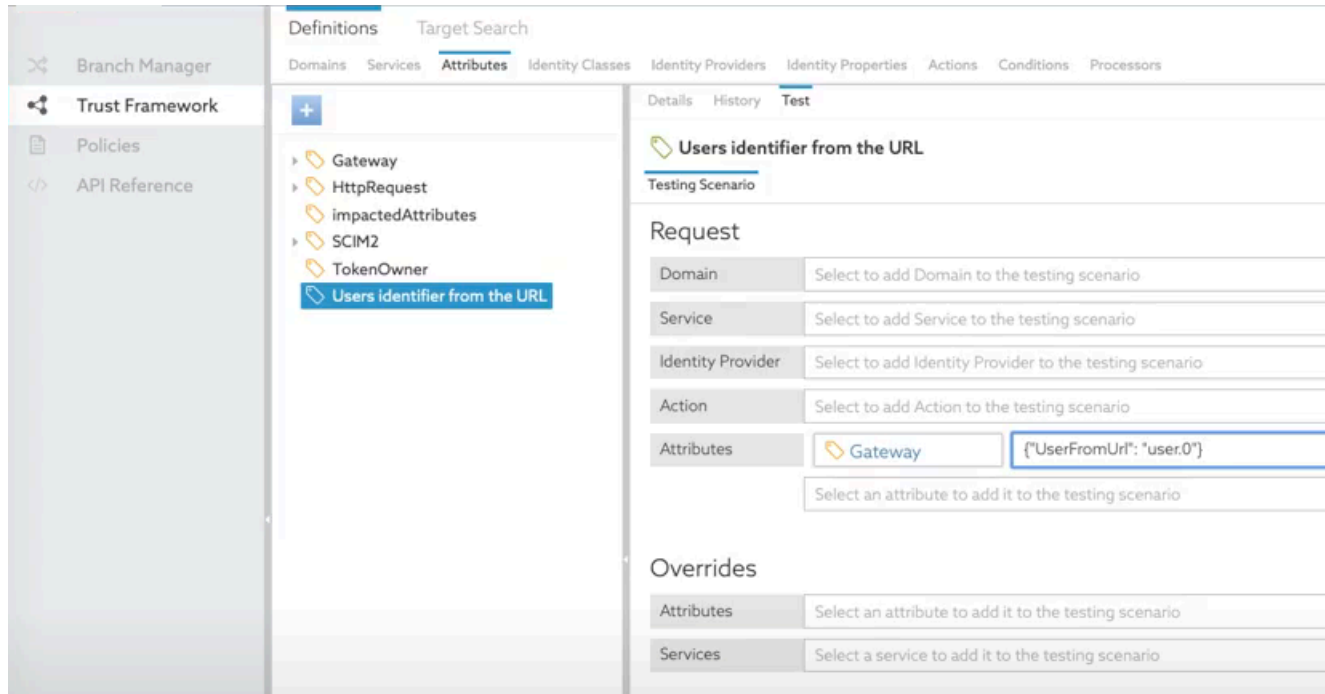 Definitions Target Search
Branch Manager
Trust Framework
Policies
API Reference
Domains Services Attributes Identity Classes Identity Providers Identity Properties Actions Conditions Processors
+
Gateway
HttpRequest
impactedAttributes
SCIM2
TokenOwner
Users identifier from the URL
Details History Test
Users identifier from the URL
Testing Scenario
Request
Domain Select to add Domain to the testing scenario
Service Select to add Service to the testing scenario
Identity Provider Select to add Identity Provider to the testing scenario
Action Select to add Action to the testing scenario
Attributes Gateway {"UserFromUrl": "user.0"}
Select an attribute to add it to the testing scenario
Overrides
Attributes Select an attribute to add it to the testing scenario
Services Select a service to add it to the testing scenario